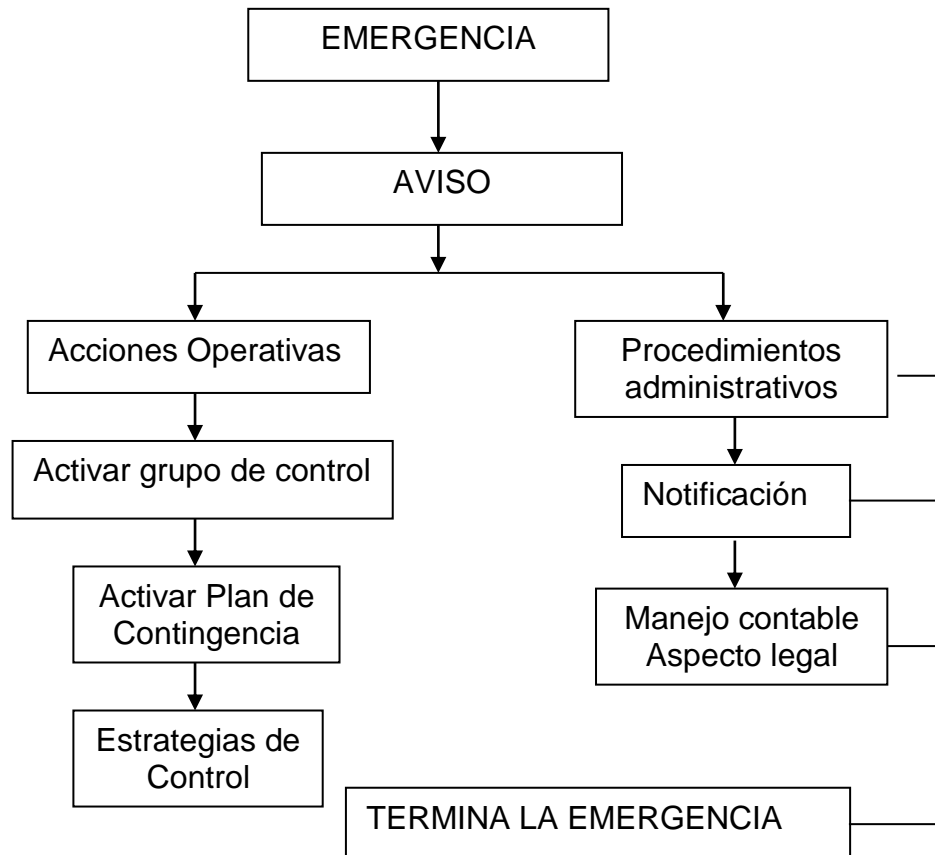 EMERGENCIA
AVISO
Acciones Operativas
Procedimientos
administrativos
Activar grupo de control
Notificación
Activar Plan de
Contingencia
Manejo contable
Aspecto legal
Estrategias de
Control
TERMINA LA EMERGENCIA